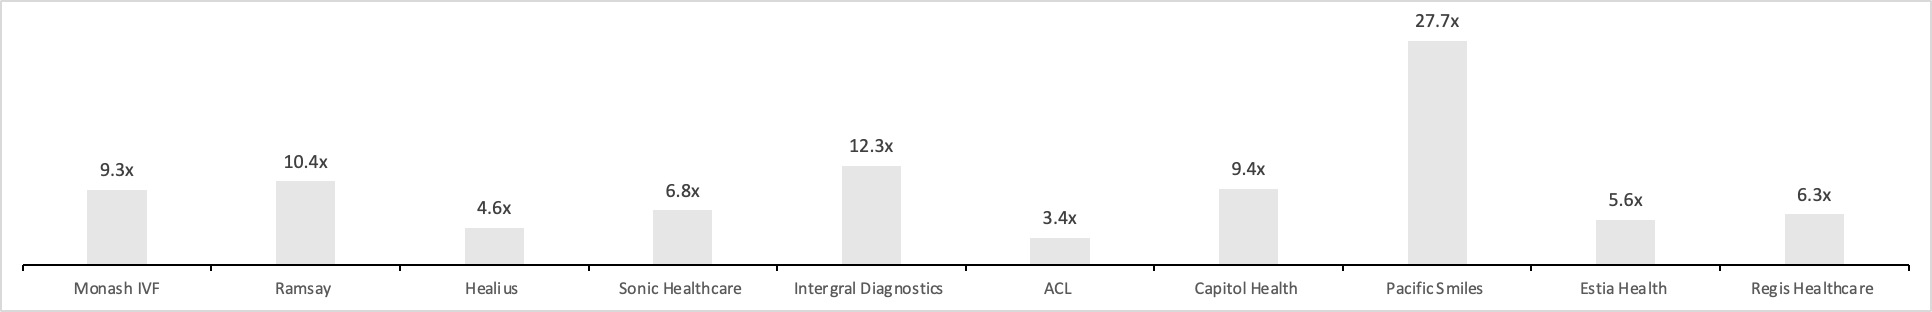 27.7x
12.3x
10.4x
9.3x
9.4x
6.8x
5.6x
6.3x
4.6x
3.4x
Monash IVF Ramsay Healius Sonic Healthcare Intergral Diagnostics ACL Capitol Health Pacific Smiles Estia Health Regis Healthcare